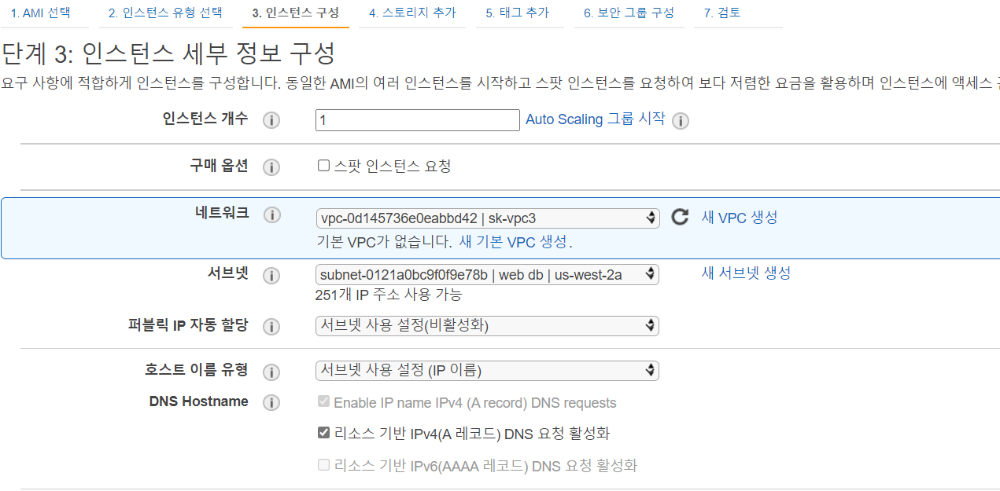 1. AMI 선택 2. 인스턴스 유형 선택 3. 인스턴스 구성 4. 스토리지 추가 5. 태그 추가 6. 보안 그룹 구성 7. 검토
단계 3: 인스턴스 세부 정보 구성
요구 사항에 적합하게 인스턴스를 구성합니다. 동일한 AMI의 여러 인스턴스를 시작하고 스팟 인스턴스를 요청하여 보다 저렴한 요금을 활용하며 인스턴스에 액세스
인스턴스 개수 i 1 Auto Scaling 그룹 시작 i
구매 옵션 i 스팟 인스턴스 요청
네트워크 i vpc-0d145736e0eabbd42 | sk-vpc3 새 VPC 생성
기본 VPC가 없습니다. 새 기본 VPC 생성.
서브넷 i subnet-0121a0bc9f0f9e78b | web db | us-west-2a 새 서브넷 생성
251개 IP 주소 사용 가능
퍼블릭 IP 자동 할당 i 서브넷 사용 설정(비활성화)
호스트 이름 유형 i 서브넷 사용 설정 (IP 이름)
DNS Hostname i Enable IP name IPv4 (A record) DNS requests
리소스 기반 IPv4(A 레코드) DNS 요청 활성화
리소스 기반 IPv6(AAAA 레코드) DNS 요청 활성화